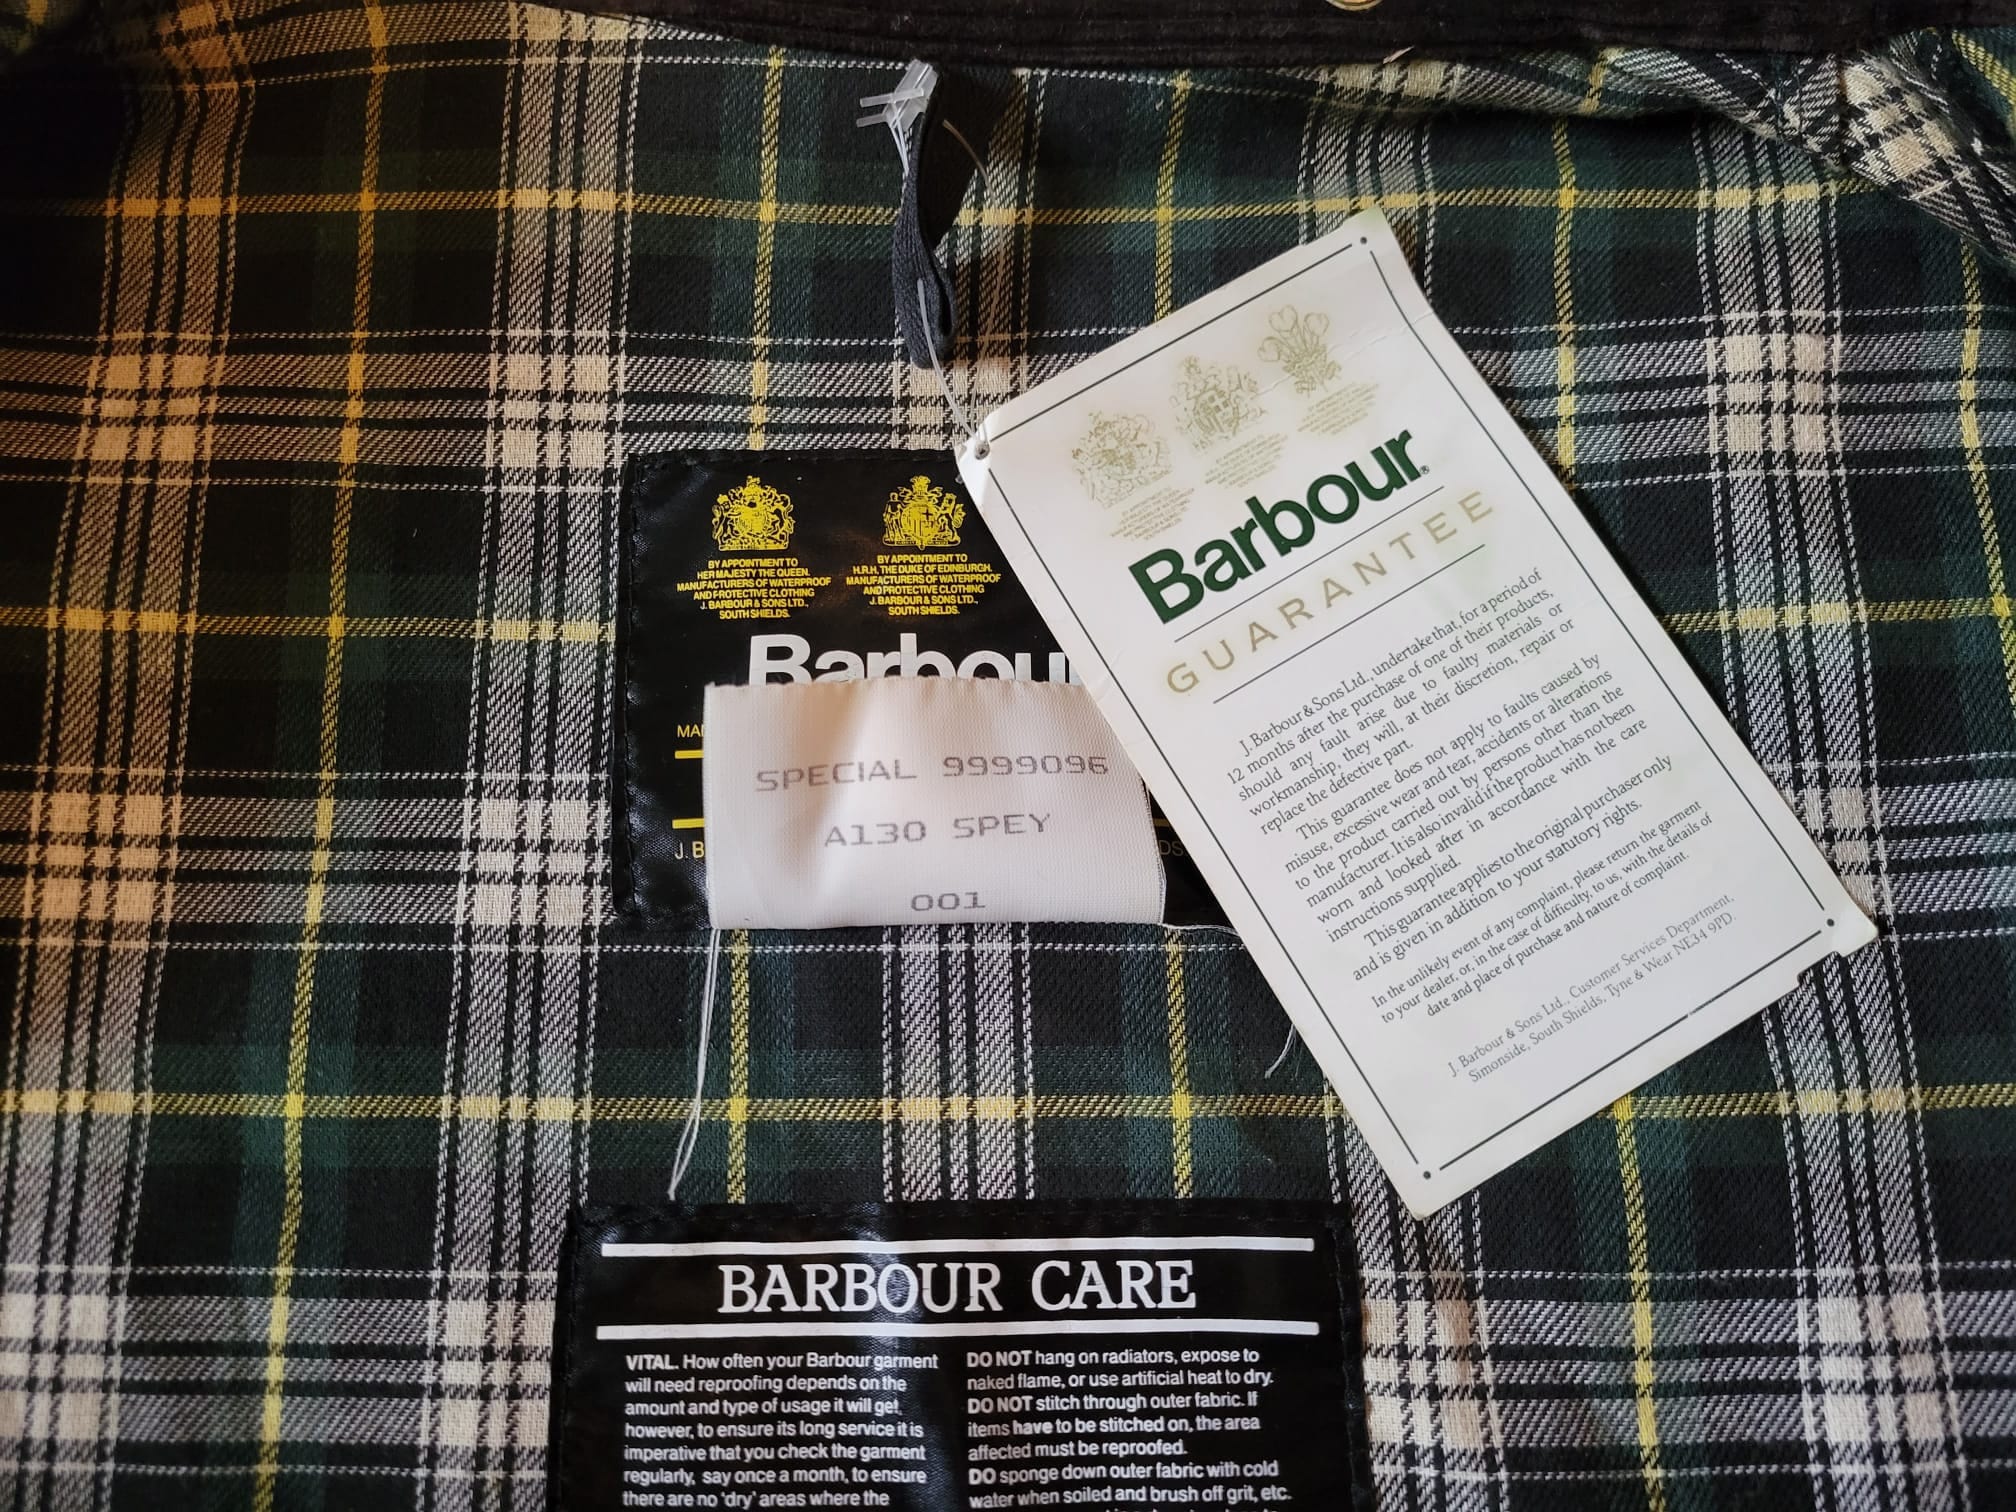 BY APPOINTMENT TO
HER MAJESTY THE QUEEN.
MANUFACTURERS OF WATERPROOF
AND PROTECTIVE CLOTHING
J. BARBOUR & SONS LTD.,
SOUTH SHIELDS.
BY APPOINTMENT TO
H.R.H. THE DUKE OF EDINBURGH.
MANUFACTURERS OF WATERPROOF
AND PROTECTIVE CLOTHING
J. BARBOUR & SONS LTD.,
SOUTH SHIELDS.
Barbour
SPECIAL 9999096
A130 SPEY
001
Barbour®
GUARANTEE
J. Barbour & Sons Ltd., undertake that, for a period of
12 months after the purchase of one of their products,
should any fault arise due to faulty materials or
workmanship, they will, at their discretion, repair or
replace the defective part.
This guarantee does not apply to faults caused by
misuse, excessive wear and tear, accidents or alterations
to the product carried out by persons other than the
manufacturer. It is also invalid if the product has not been
worn and looked after in accordance with the care
instructions supplied.
This guarantee applies to the original purchaser only
and is given in addition to your statutory rights.
In the unlikely event of any complaint, please return the garment
to your dealer, or, in the case of difficulty, to us, with the details of
date and place of purchase and nature of complaint.
J. Barbour & Sons Ltd., Customer Services Department,
Simonside, South Shields, Tyne & Wear NE34 9PD.
BARBOUR CARE
VITAL. How often your Barbour garment
will need reproofing depends on the
amount and type of usage it will get,
however, to ensure its long service it is
imperative that you check the garment
regularly, say once a month, to ensure
there are no 'dry' areas where the
DO NOT hang on radiators, expose to
naked flame, or use artificial heat to dry.
DO NOT stitch through outer fabric. If
items have to be stitched on, the area
affected must be reproofed.
DO sponge down outer fabric with cold
water when soiled and brush off grit, etc.